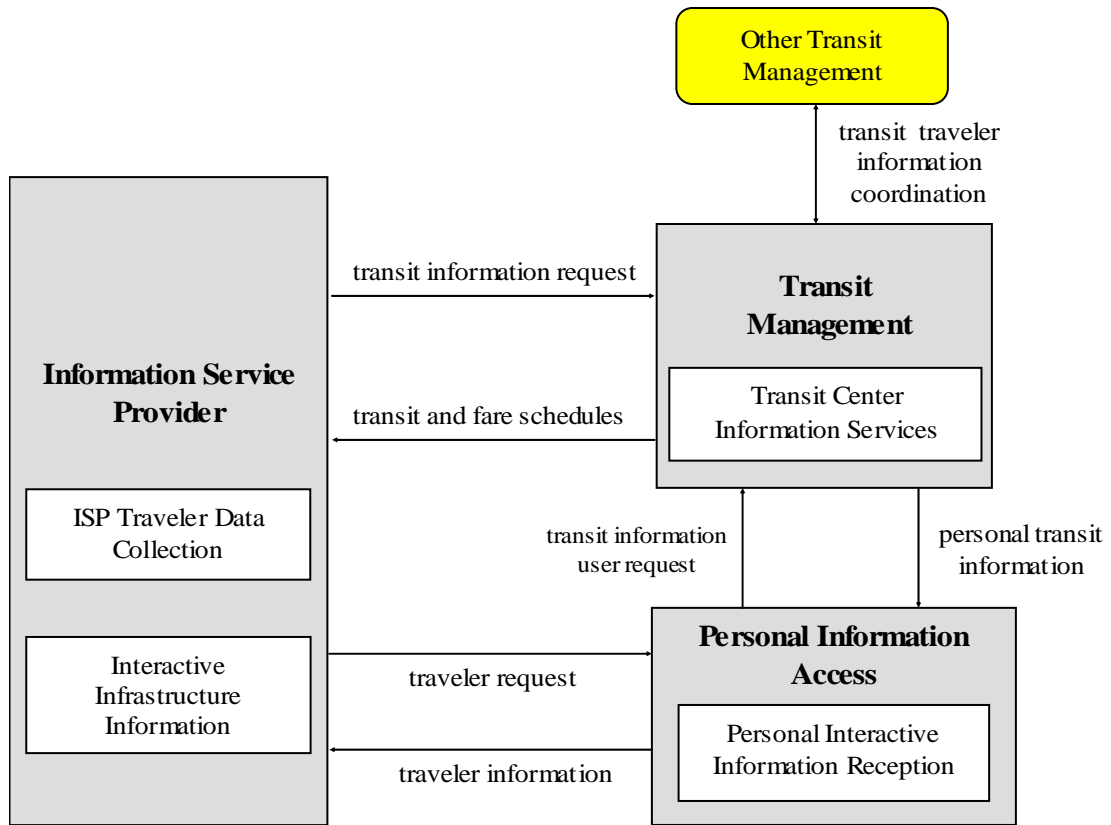 Other Transit
Management
transit traveler
information
coordination
transit information request
Transit
Management
Information Service
Provider
transit and fare schedules
Transit Center
Information Services
ISP Traveler Data
Collection
transit information
user request
personal transit
information
Personal Information
Access
Interactive
Infrastructure
Information
traveler request
Personal Interactive
Information Reception
traveler information